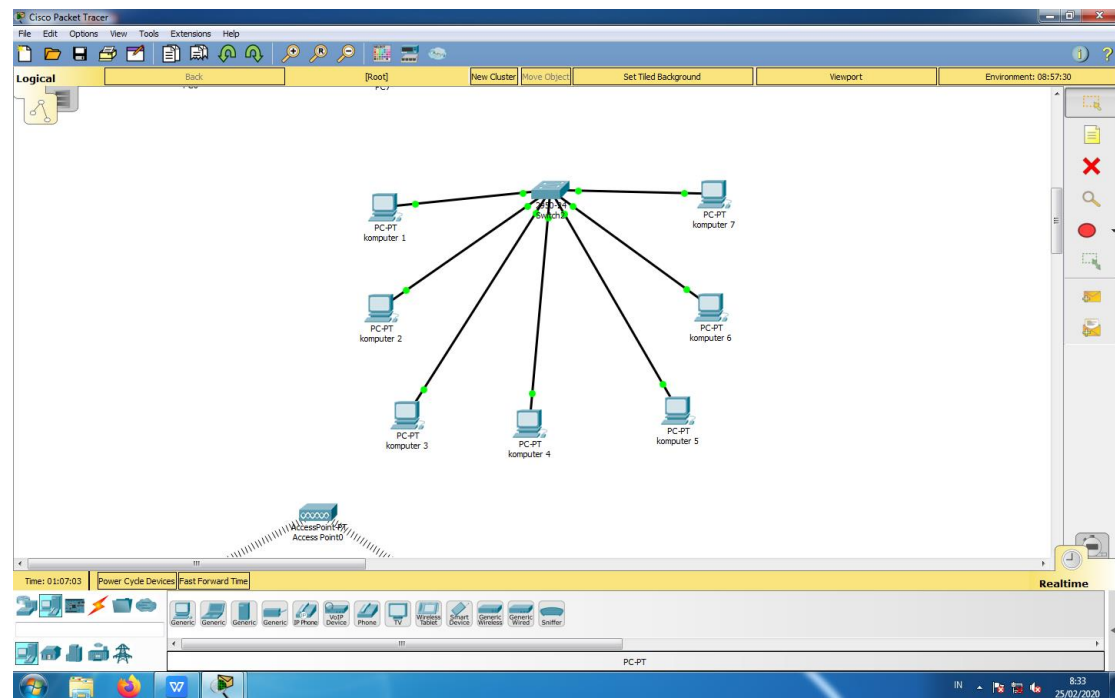 Cisco Packet Tracer
File Edit Options View Tools Extensions Help
Logical
Back
[Root]
New Cluster
Move Object
Set Tiled Background
Viewport
Environment: 08:57:30
PC7
2950-24
Switch2
PC-PT
komputer 1
PC-PT
komputer 7
PC-PT
komputer 2
PC-PT
komputer 6
PC-PT
komputer 3
PC-PT
komputer 4
PC-PT
komputer 5
AccessPoint-PT
Access Point0
Time: 01:07:03
Power Cycle Devices
Fast Forward Time
Realtime
Generic
Generic
Generic
Generic
IP Phone
VoIP Device
Phone
TV
Wireless Tablet
Smart Device
Generic Wireless
Generic Wired
Sniffer
PC-PT
IN
8:33
25/02/2020